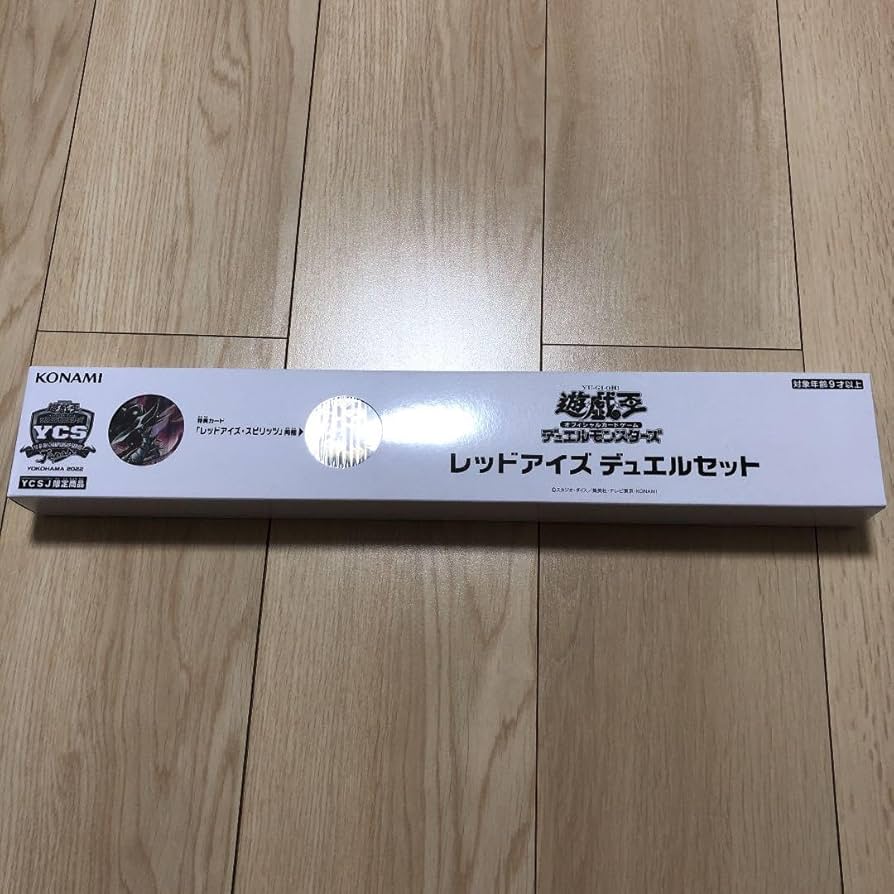 KONAMI
YCS
YOKOHAMA 2022
YCSJ限定商品
特典カード
「レッドアイズ・スピリッツ」同梱▶
YU-GI-OH!
遊戯王
オフィシャルカードゲーム
デュエルモンスターズ
レッドアイズ デュエルセット
©スタジオ・ダイス/集英社・テレビ東京・KONAMI
対象年齢9才以上